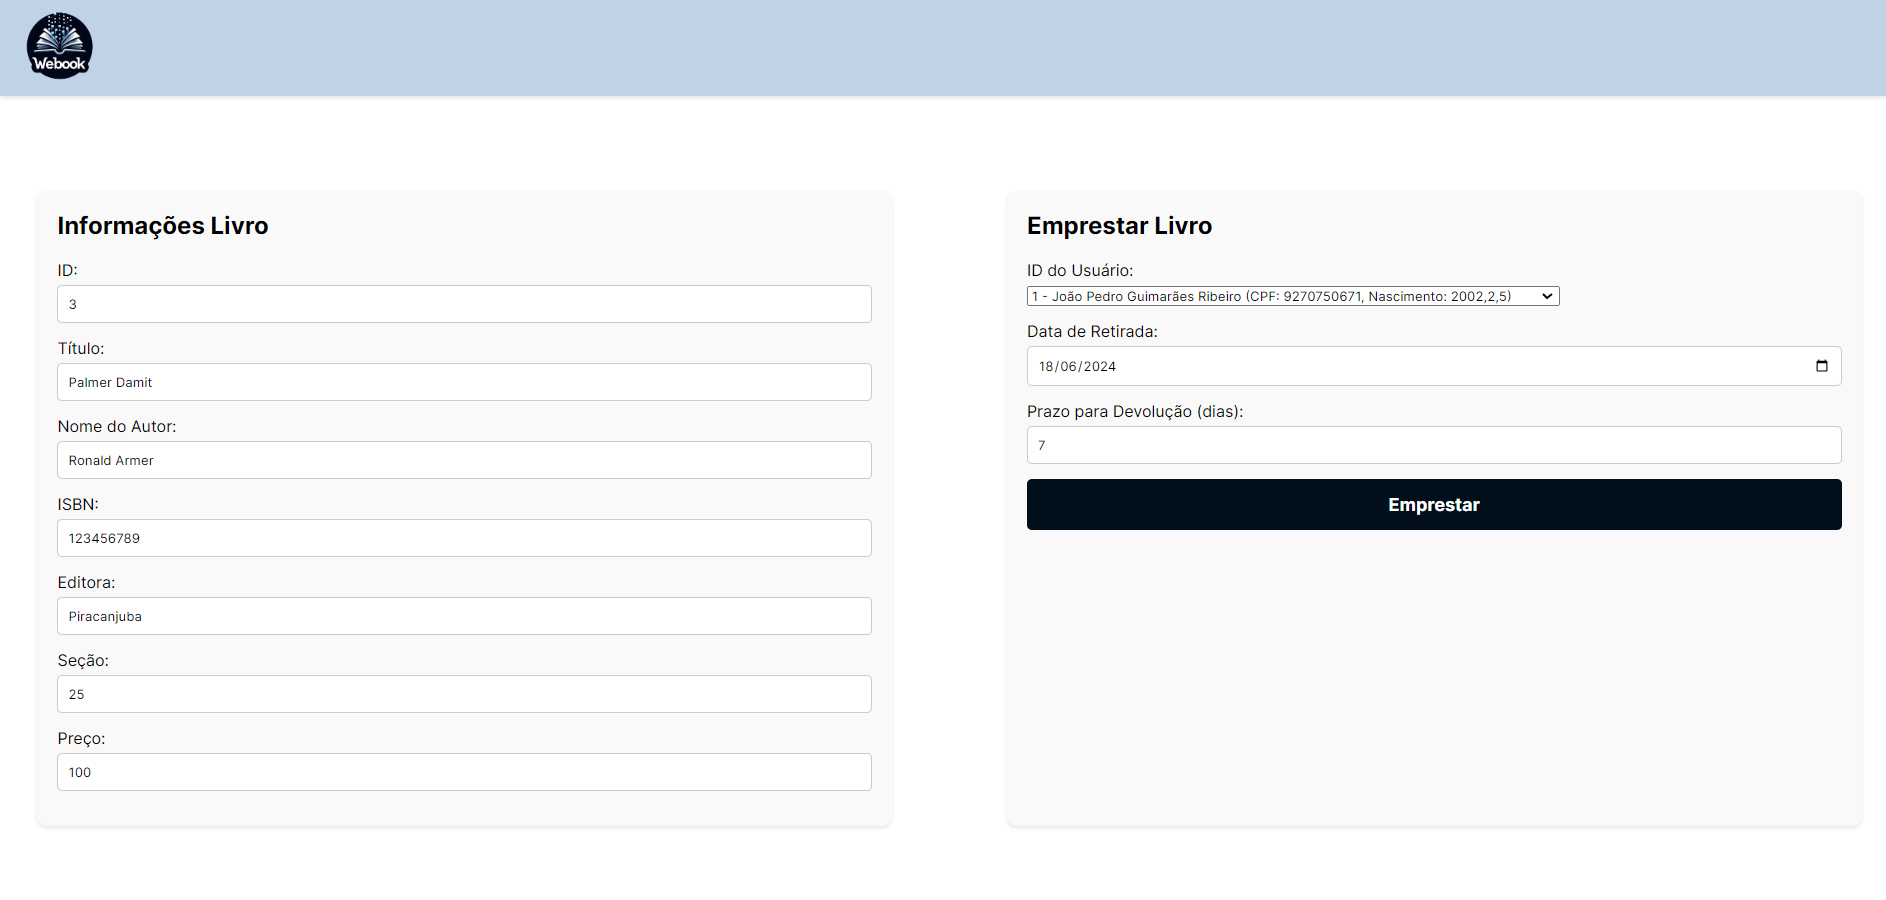 Webook
Informações Livro
ID:
3
Título:
Palmer Damit
Nome do Autor:
Ronald Armer
ISBN:
123456789
Editora:
Piracanjuba
Seção:
25
Preço:
100
Emprestar Livro
ID do Usuário:
1 - João Pedro Guimarães Ribeiro (CPF: 9270750671, Nascimento: 2002,2,5)
Data de Retirada:
18/06/2024
Prazo para Devolução (dias):
7
Emprestar